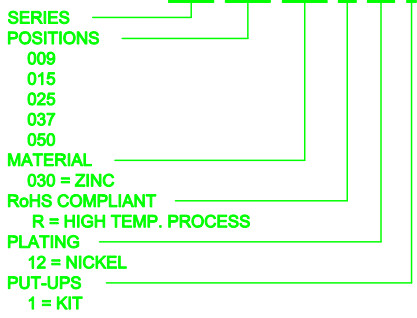 SERIES
POSITIONS
009
015
025
037
050
MATERIAL
030 = ZINC
RoHS COMPLIANT
R = HIGH TEMP. PROCESS
PLATING
12 = NICKEL
PUT-UPS
1 = KIT